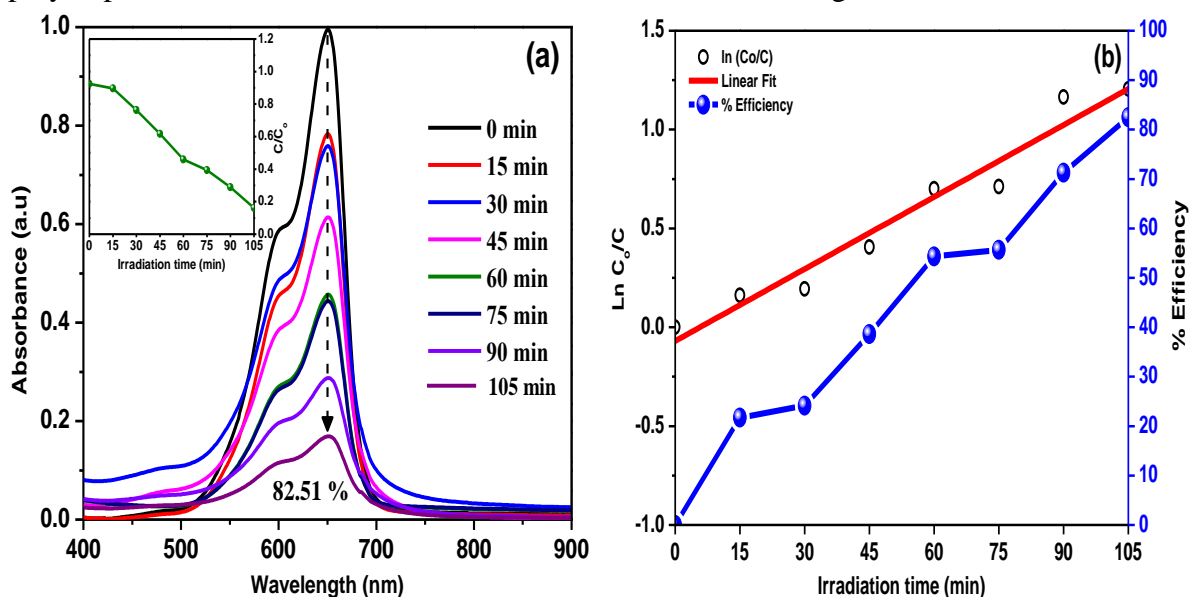 (a)
1.0
0.8
0.6
0.4
0.2
0.0
Absorbance (a.u)
400 500 600 700 800 900
Wavelength (nm)
1.2
1.0
0.8
0.6
0.4
0.2
0.0
C/Co
0 15 30 45 60 75 90 105
Irradiation time (min)
0 min
15 min
30 min
45 min
60 min
75 min
90 min
105 min
82.51 %
(b)
ln (Co/C)
Linear Fit
% Efficiency
1.5
1.0
0.5
0.0
-0.5
-1.0
Ln Co/C
0 15 30 45 60 75 90 105
Irradiation time (min)
100
90
80
70
60
50
40
30
20
10
0
% Efficiency